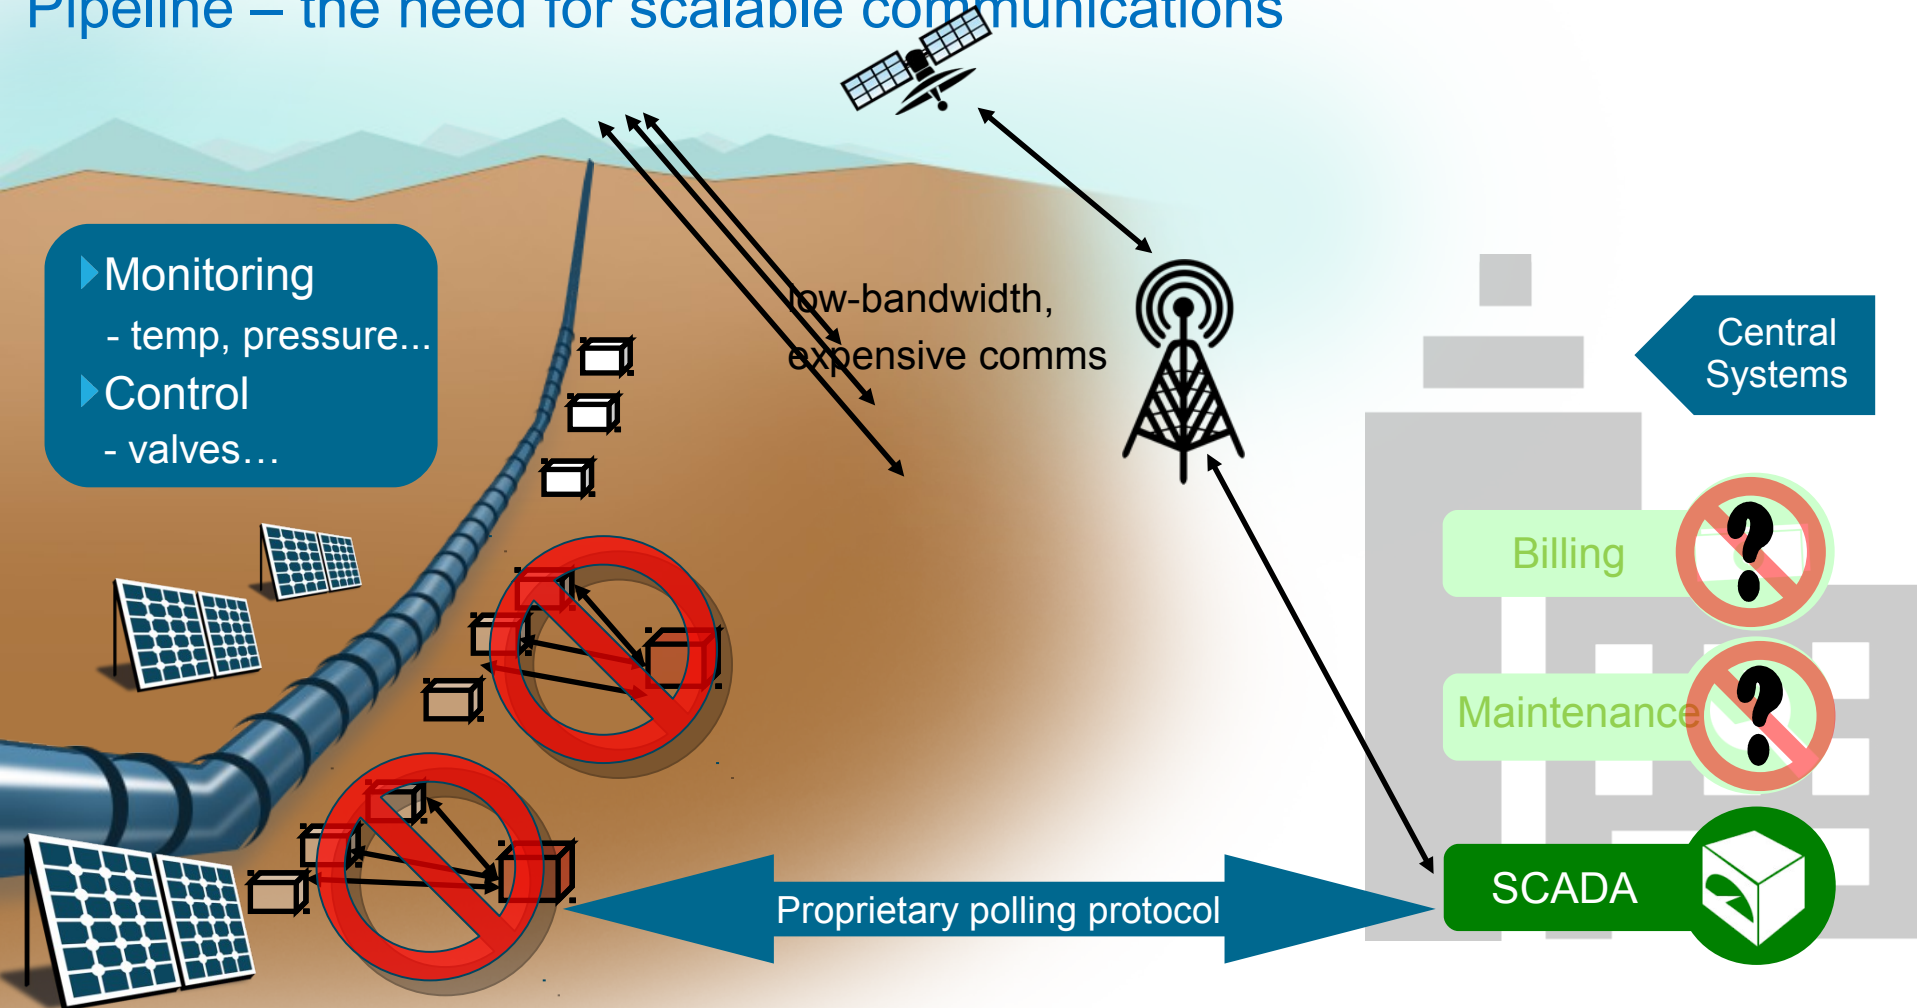 Pipeline – the need for scalable communications
Monitoring
- temp, pressure...
Control
- valves…
low-bandwidth,
expensive comms
Central
Systems
Billing
?
Maintenance
?
SCADA
Proprietary polling protocol